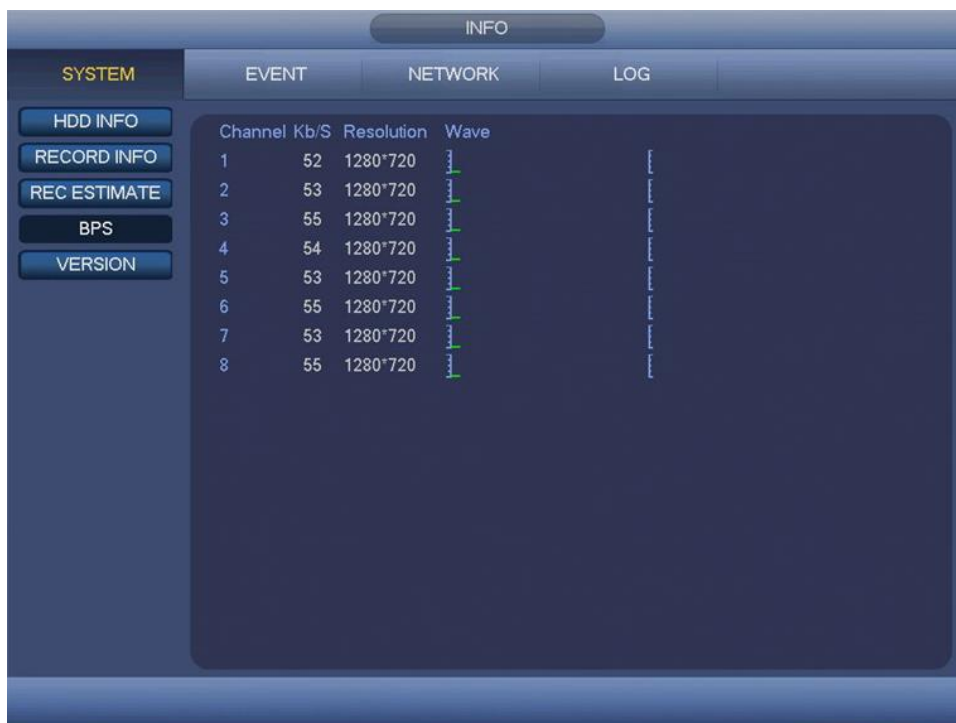 INFO
SYSTEM EVENT NETWORK LOG
HDD INFO
RECORD INFO
REC ESTIMATE
BPS
VERSION
Channel Kb/S Resolution Wave
1 52 1280*720
2 53 1280*720
3 55 1280*720
4 54 1280*720
5 53 1280*720
6 55 1280*720
7 53 1280*720
8 55 1280*720